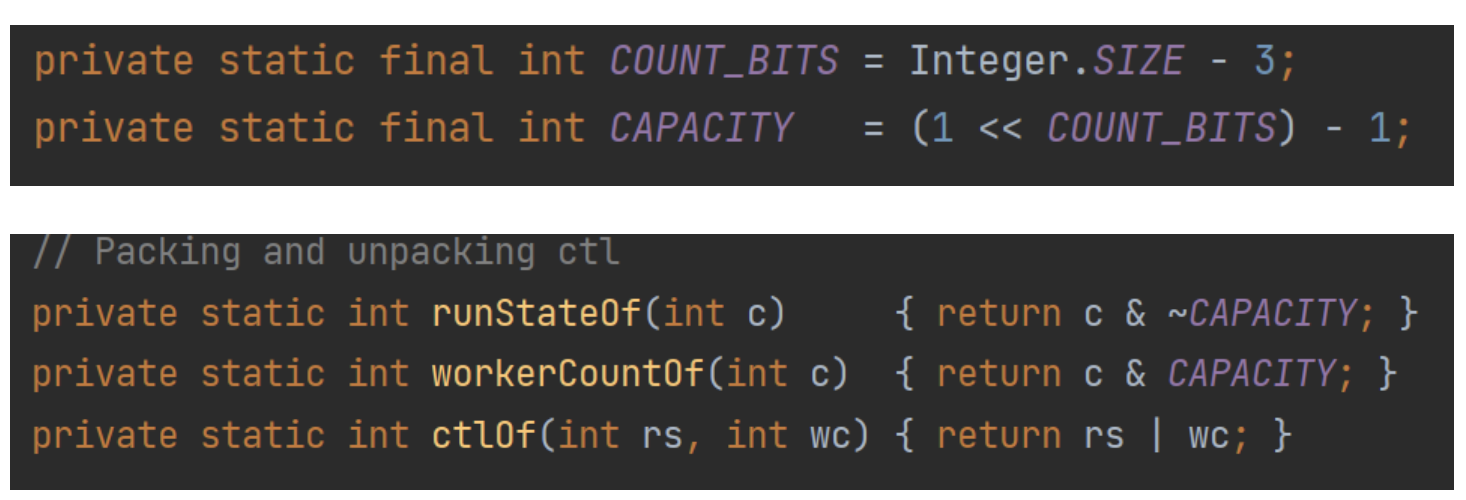 private static final int COUNT_BITS = Integer.SIZE - 3;
private static final int CAPACITY   = (1 << COUNT_BITS) - 1;
// Packing and unpacking ctl
private static int runStateOf(int c)     { return c & ~CAPACITY; }
private static int workerCountOf(int c)  { return c & CAPACITY; }
private static int ctlOf(int rs, int wc) { return rs | wc; }